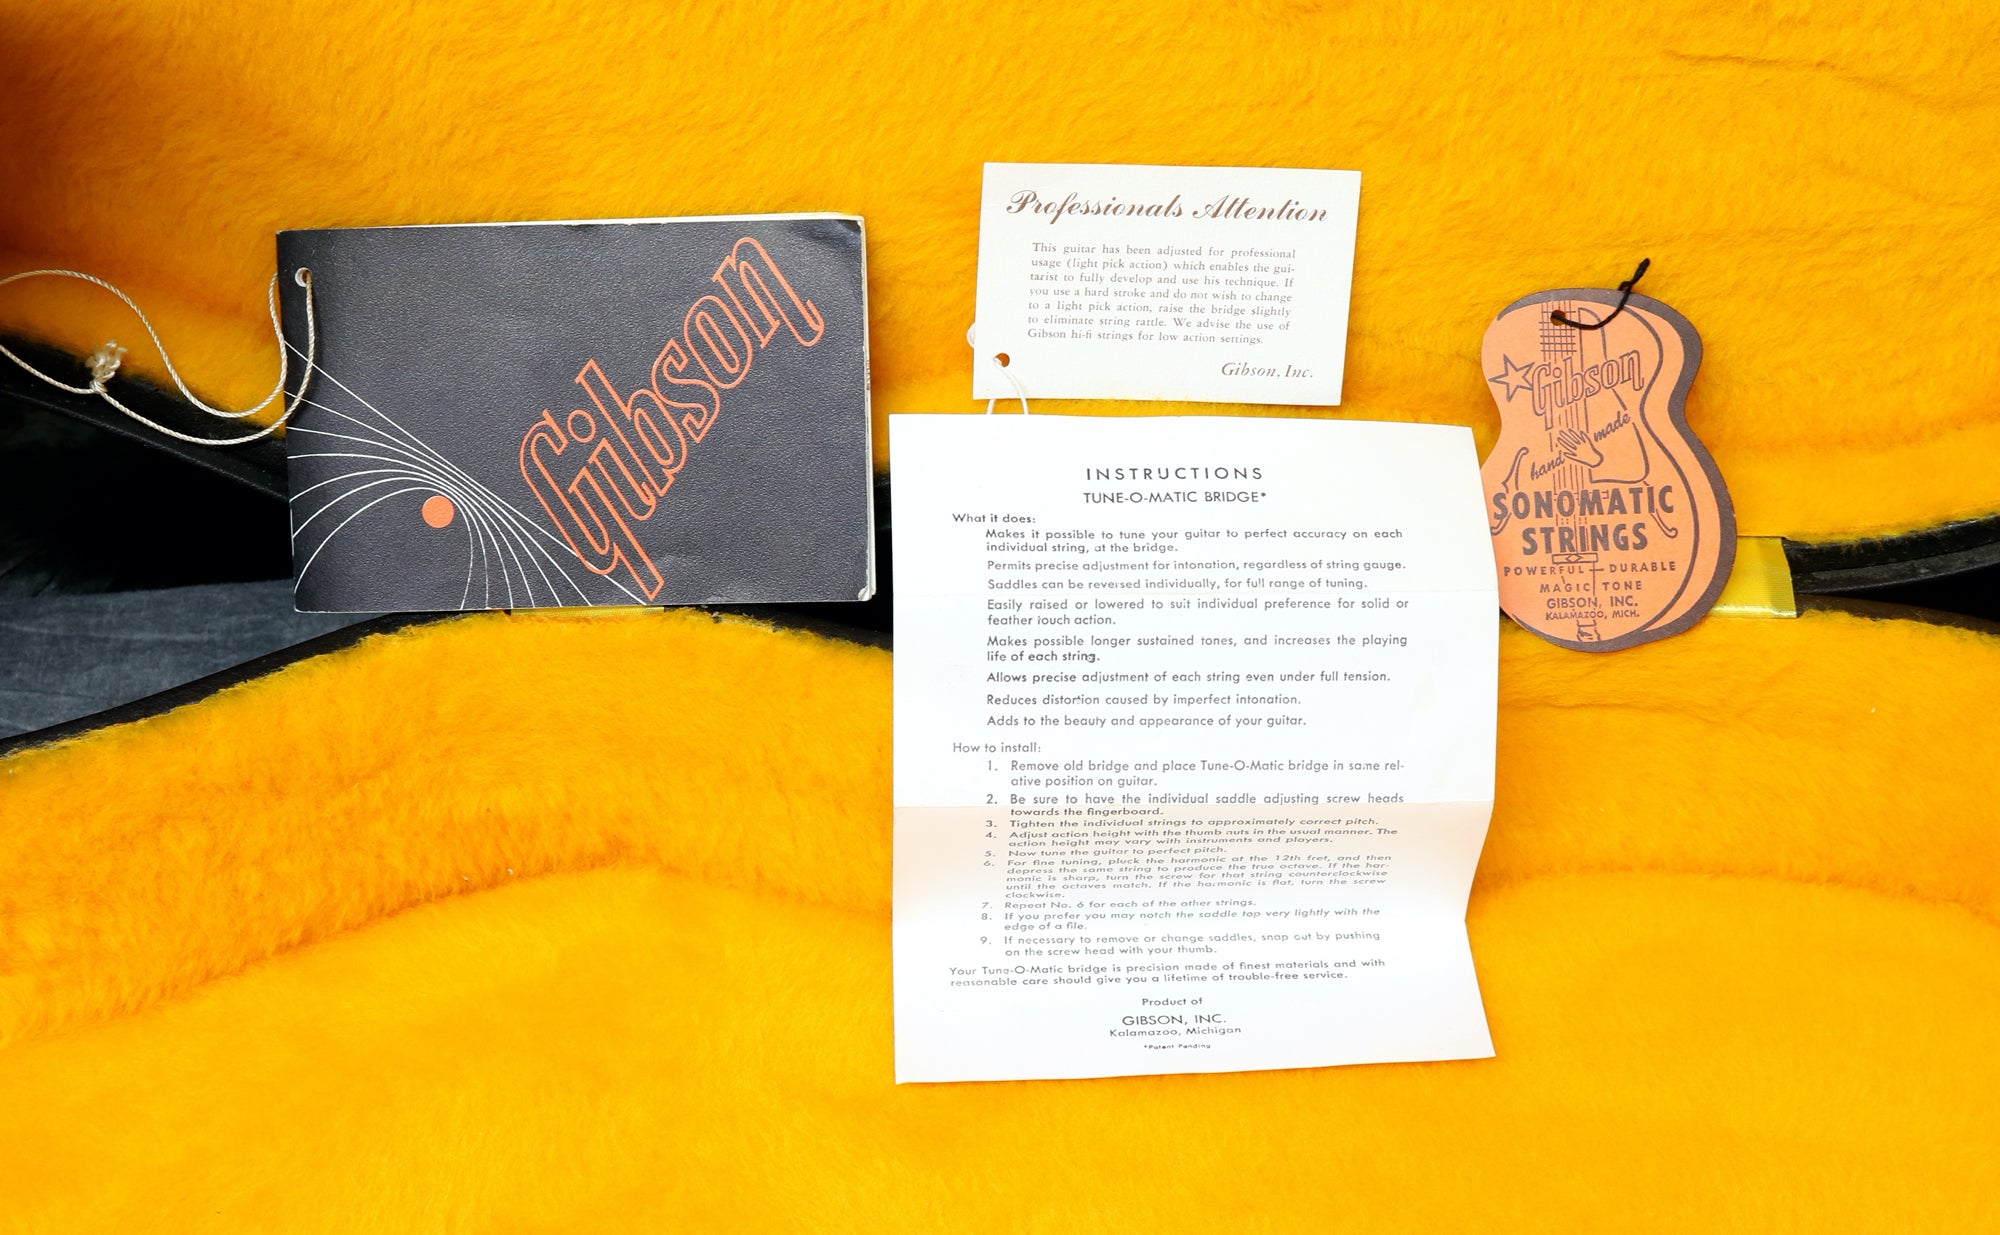 Gibson
Professionals Attention
This guitar has been adjusted for professional
usage (light pick action) which enables the gui-
tarist to fully develop and use his technique. If
you use a hard stroke and do not wish to change
to a light pick action, raise the bridge slightly
to eliminate string rattle. We advise the use of
Gibson hi-fi strings for low action settings.
Gibson, Inc.
INSTRUCTIONS
TUNE-O-MATIC BRIDGE*
What it does:
Makes it possible to tune your guitar to perfect accuracy on each
individual string, at the bridge.
Permits precise adjustment for intonation, regardless of string gauge.
Saddles can be reversed individually, for full range of tuning.
Easily raised or lowered to suit individual preference for solid or
feather touch action.
Makes possible longer sustained tones, and increases the playing
life of each string.
Allows precise adjustment of each string even under full tension.
Reduces distortion caused by imperfect intonation.
Adds to the beauty and appearance of your guitar.
How to install:
1. Remove old bridge and place Tune-O-Matic bridge in same rel-
ative position on guitar.
2. Be sure to have the individual saddle adjusting screw heads
towards the fingerboard.
3. Tighten the individual strings to approximately correct pitch.
4. Adjust action height with the thumb nuts in the usual manner. The
action height may vary with instruments and players.
5. Now tune the guitar to perfect pitch.
6. For fine tuning, pluck the harmonic at the 12th fret, and then
depress the same string to produce the true octave. If the har-
monic is sharp, turn the screw for that string counterclockwise
until the octaves match. If the harmonic is flat, turn the screw
clockwise.
7. Repeat No. 6 for each of the other strings.
8. If you prefer you may notch the saddle top very lightly with the
edge of a file.
9. If necessary to remove or change saddles, snap out by pushing
on the screw head with your thumb.
Your Tune-O-Matic bridge is precision made of finest materials and with
reasonable care should give you a lifetime of trouble-free service.
Product of
GIBSON, INC.
Kalamazoo, Michigan
*Patent Pending
Gibson
hand made
SONOMATIC
STRINGS
POWERFUL - DURABLE
MAGIC TONE
GIBSON, INC.
KALAMAZOO, MICH.